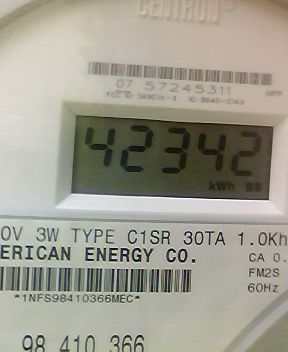 CENTRON
07 57245311
42342
kWh
0V 3W TYPE C1SR 30TA 1.0Kh
ERICAN ENERGY CO.
CA 0.
FM2S
60Hz
*1NFS98410366MEC*
98 410 366